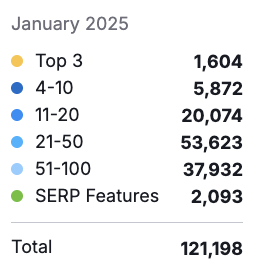 January 2025
Top 3 1,604
4-10 5,872
11-20 20,074
21-50 53,623
51-100 37,932
SERP Features 2,093
Total 121,198